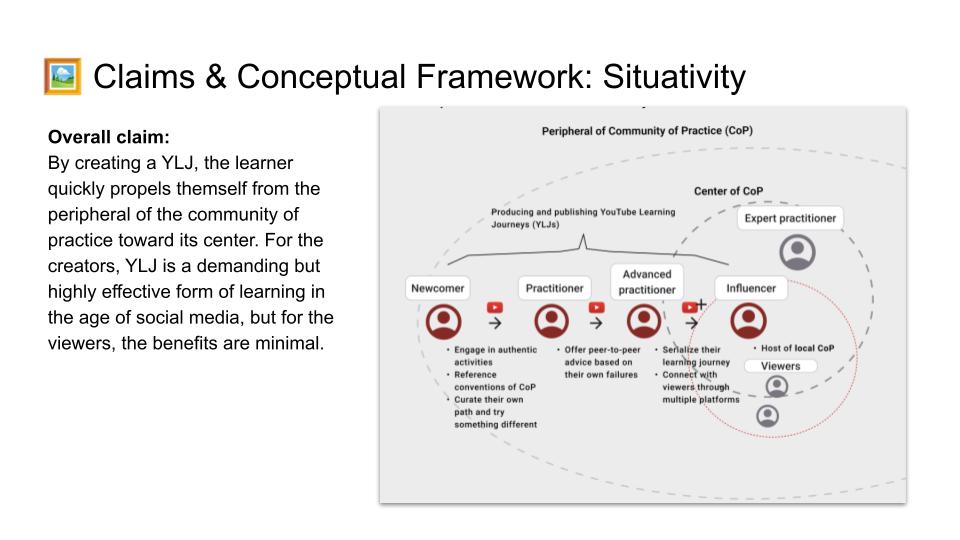 Claims & Conceptual Framework: Situativity
Overall claim:
By creating a YLJ, the learner
quickly propels themself from the
peripheral of the community of
practice toward its center. For the
creators, YLJ is a demanding but
highly effective form of learning in
the age of social media, but for the
viewers, the benefits are minimal.
Peripheral of Community of Practice (CoP)
Center of CoP
Producing and publishing YouTube Learning
Journeys (YLJs)
Expert practitioner
Newcomer
Practitioner
Advanced
practitioner
Influencer
• Engage in authentic
activities
• Reference
conventions of CoP
• Curate their own
path and try
something different
• Offer peer-to-peer
advice based on
their own failures
• Serialize their
learning journey
• Connect with
viewers through
multiple platforms
• Host of local CoP
Viewers